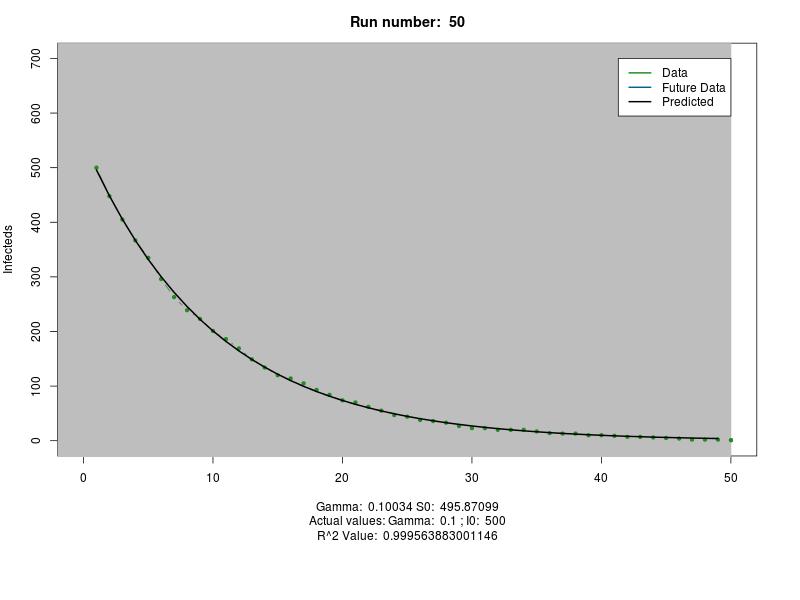 Run number: 50
700
600
500
400
300
200
100
0
Infecteds
Data
Future Data
Predicted
0 10 20 30 40 50
Gamma: 0.10034 S0: 495.87099
Actual values: Gamma: 0.1 ; I0: 500
R^2 Value: 0.999563883001146